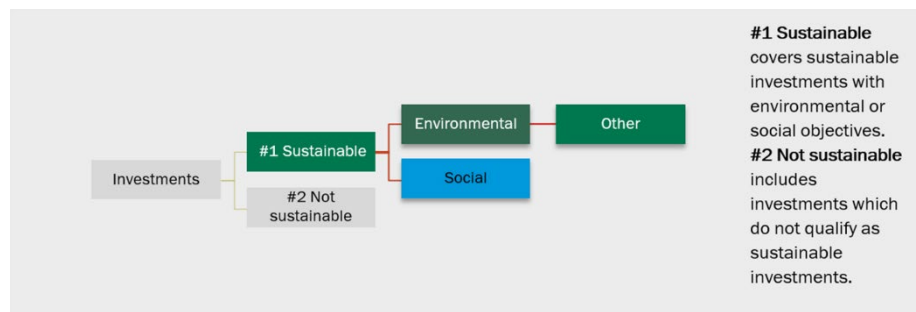 Investments
#1 Sustainable
#2 Not
sustainable
Environmental
Social
Other
#1 Sustainable
covers sustainable
investments with
environmental or
social objectives.
#2 Not sustainable
includes
investments which
do not qualify as
sustainable
investments.